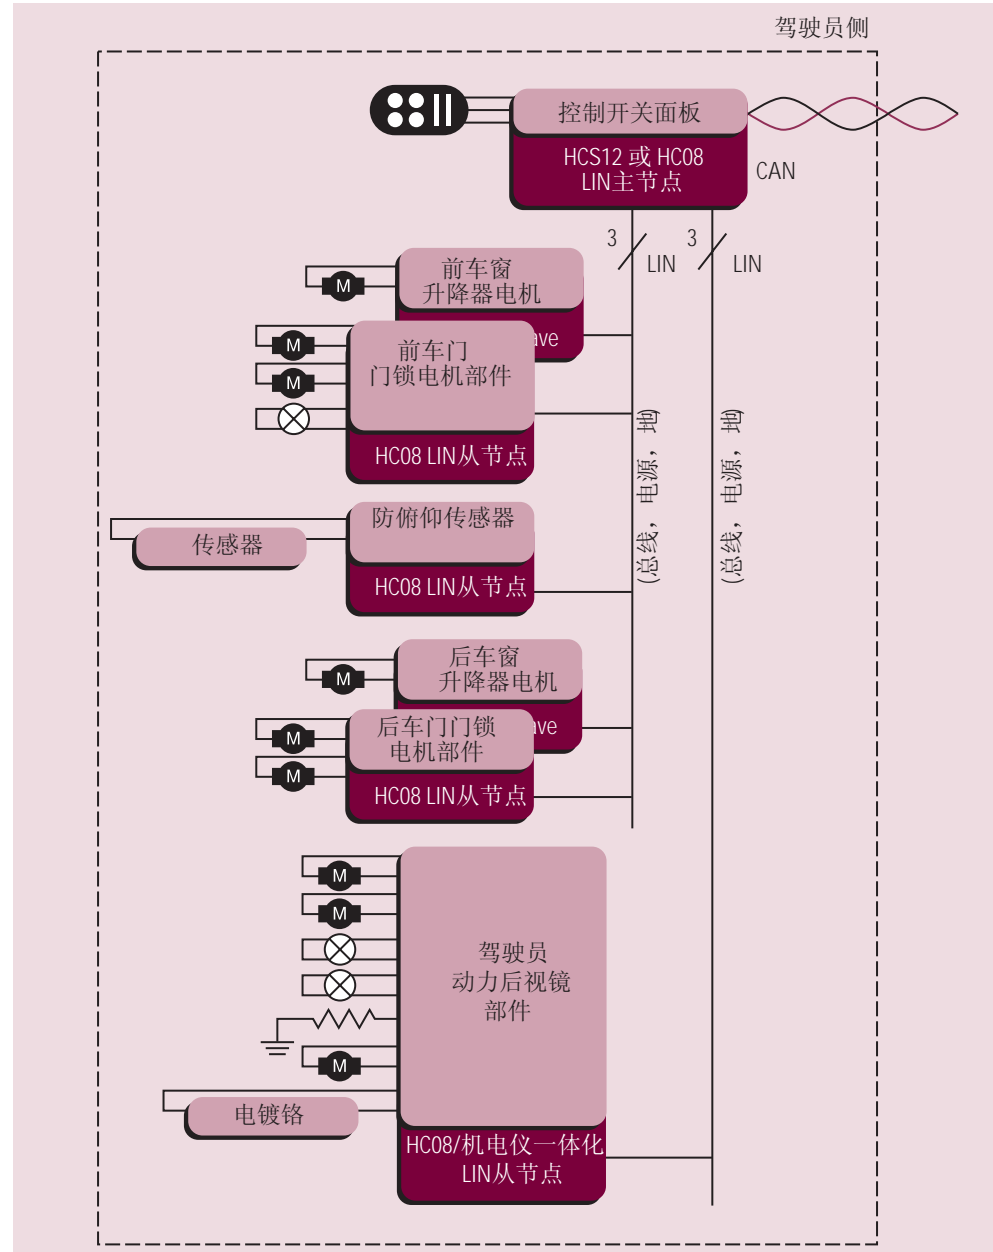 驾驶员侧
控制开关面板
HCS12 或 HC08
LIN主节点
CAN
3
LIN
3
LIN
前车窗
升降器电机
M
ave
M
M
前车门
门锁电机部件
HC08 LIN从节点
(总线，电源，地)
(总线，电源，地)
防俯仰传感器
传感器
HC08 LIN从节点
后车窗
升降器电机
M
ave
M
M
后车门门锁
电机部件
HC08 LIN从节点
M
M
驾驶员
动力后视镜
部件
M
电镀铬
HC08/机电仪一体化
LIN从节点